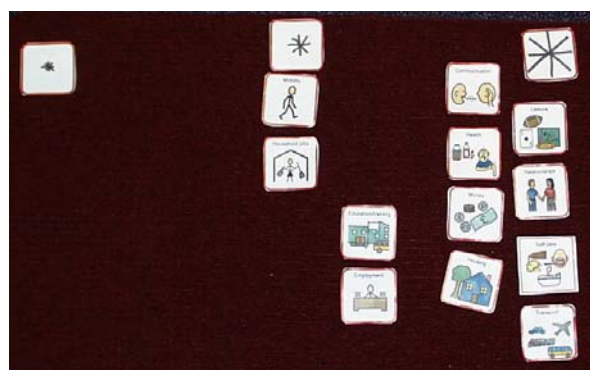 Mobility
Household Jobs
Education/training
Employment
Communication
Health
Money
Housing
Leisure
Relationships
Self care
Transport